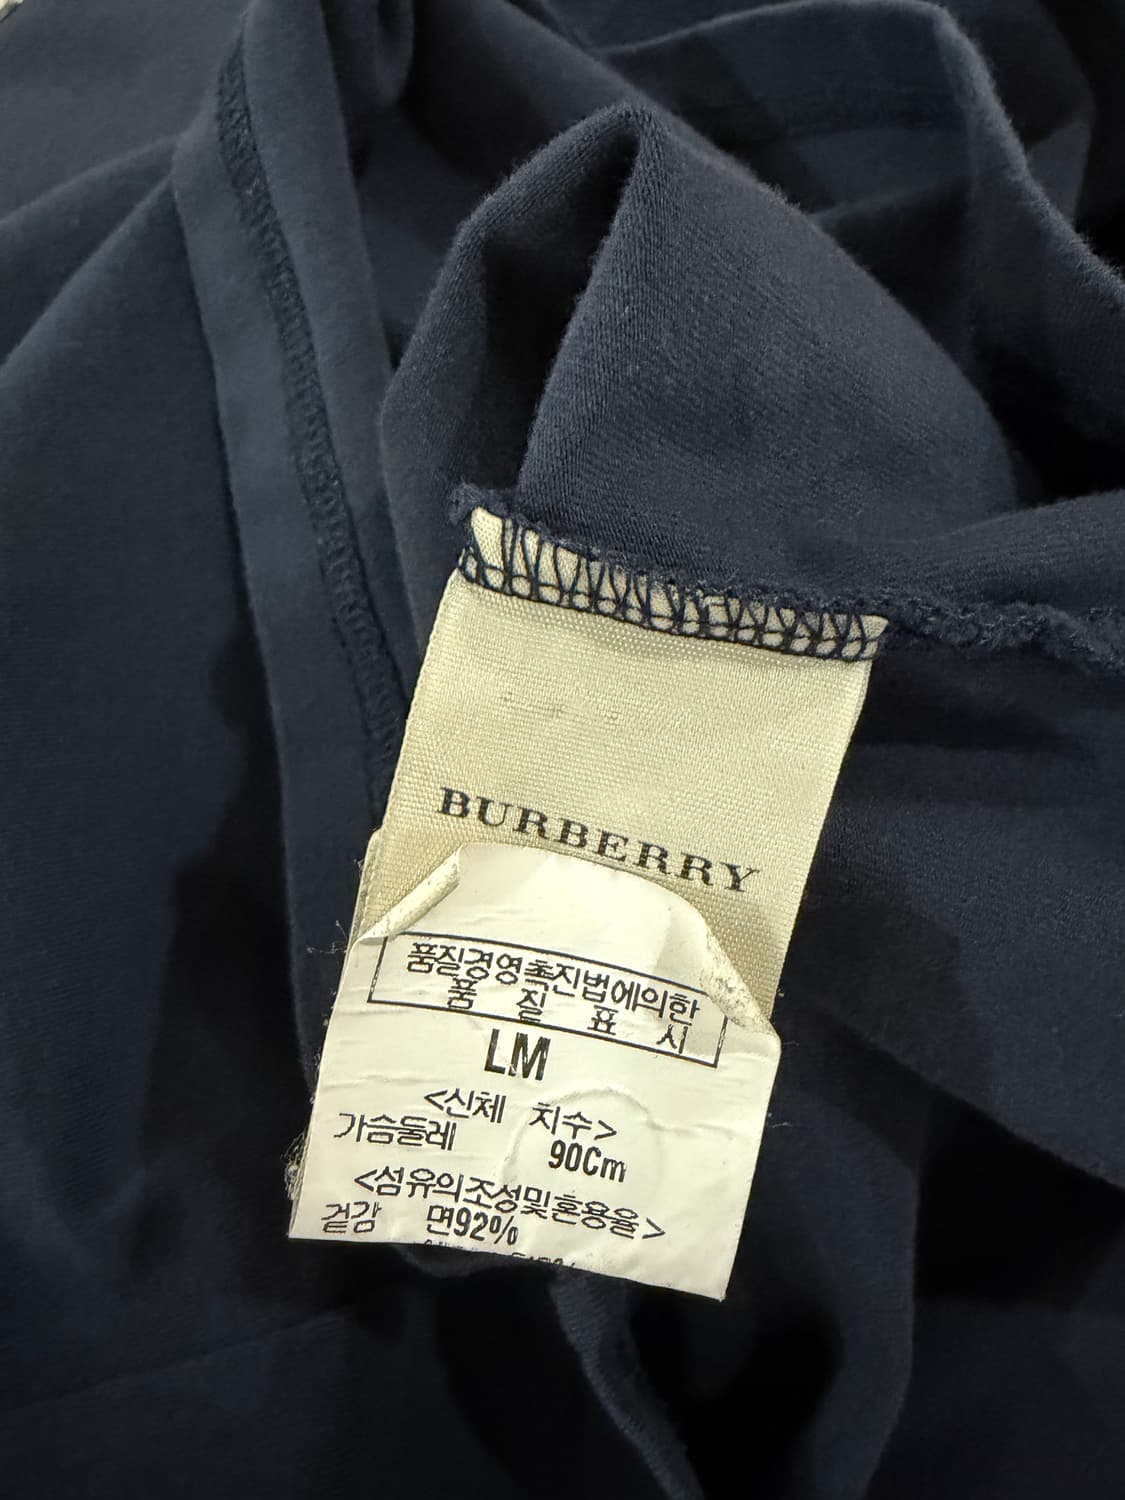 BURBERRY
품질경영촉진법에의한
품 질 표 시
LM
<신체 치수>
가슴둘레
90Cm
<섬유의조성및혼용율>
겉감 면92%